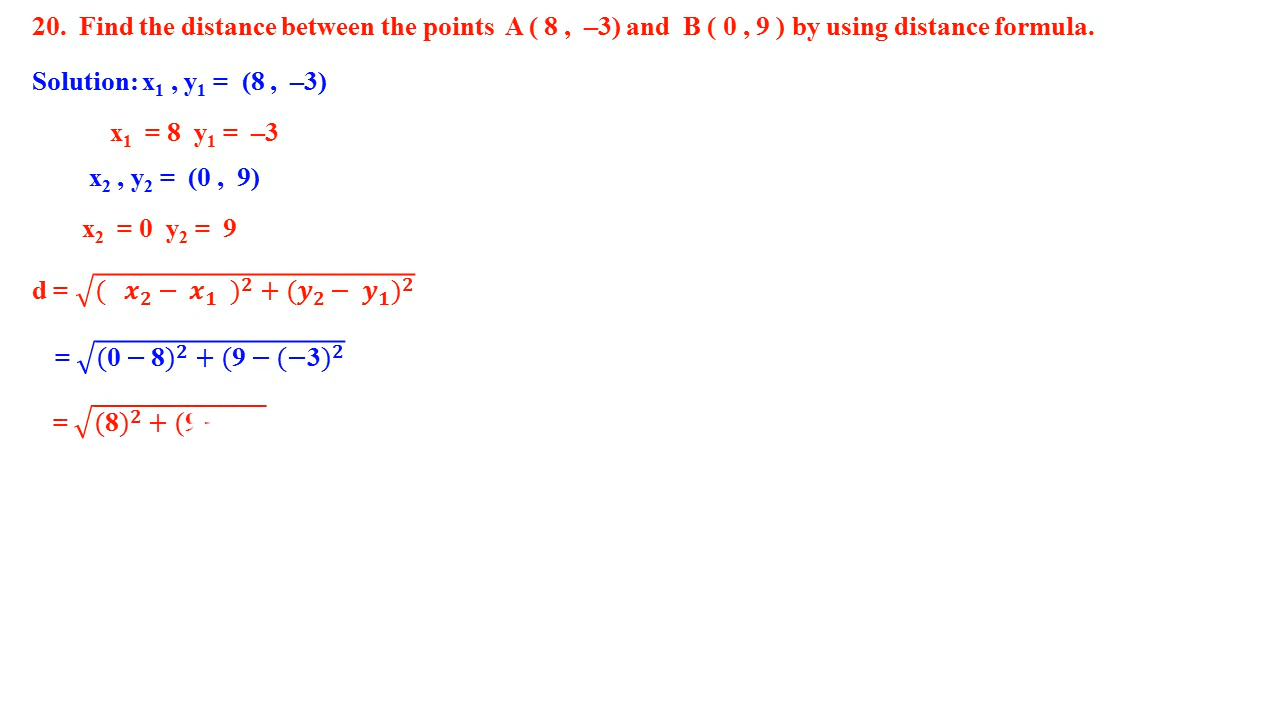 20. Find the distance between the points A ( 8 , –3) and B ( 0 , 9 ) by using distance formula.
Solution: x₁ , y₁ = (8 , –3)
x₁ = 8 y₁ = –3
x₂ , y₂ = (0 , 9)
x₂ = 0 y₂ = 9
d = √( x₂ − x₁ )² + (y₂ − y₁)²
= √(0 − 8)² + (9 − (−3)²
= √(8)² + (